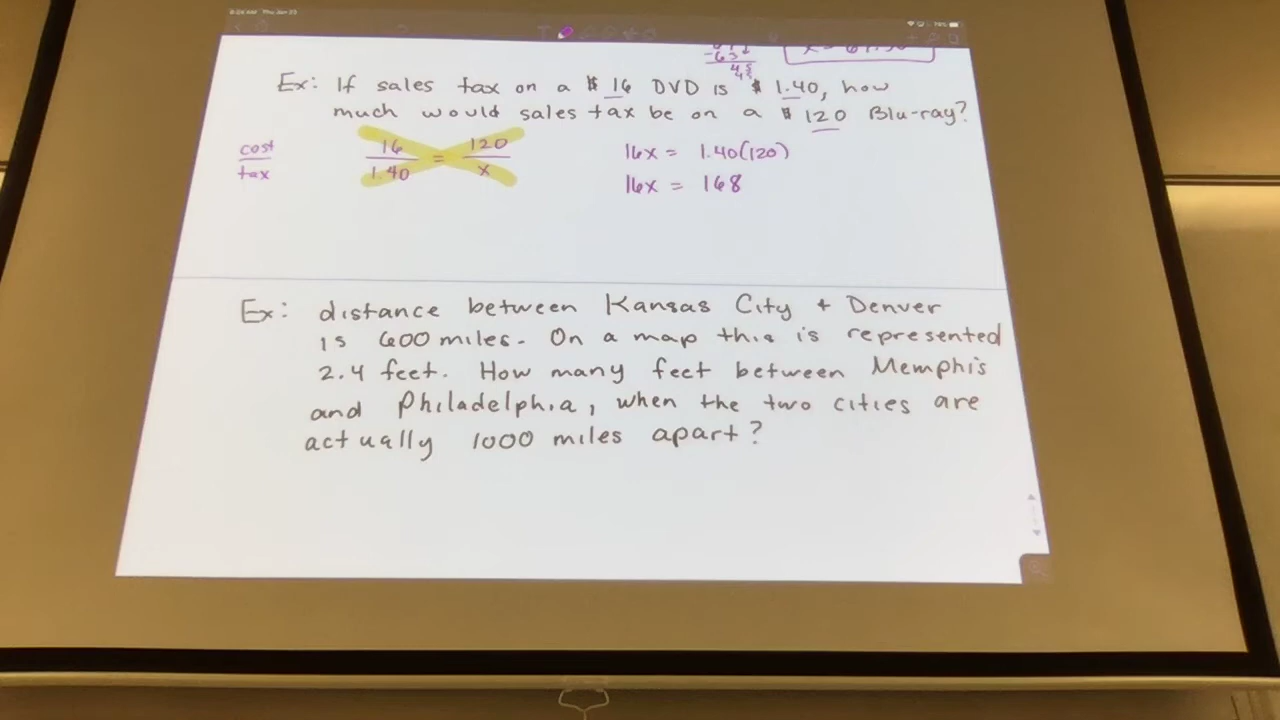 -63
45
Ex: If sales tax on a $ 16 DVD is $ 1.40, how
much would sales tax be on a $ 120 Blu-ray?
cost
tax
16
1.40
=
120
x
16x = 1.40(120)
16x = 168
Ex: distance between Kansas City + Denver
is 600 miles. On a map this is represented
2.4 feet. How many feet between Memphis
and Philadelphia, when the two cities are
actually 1000 miles apart?